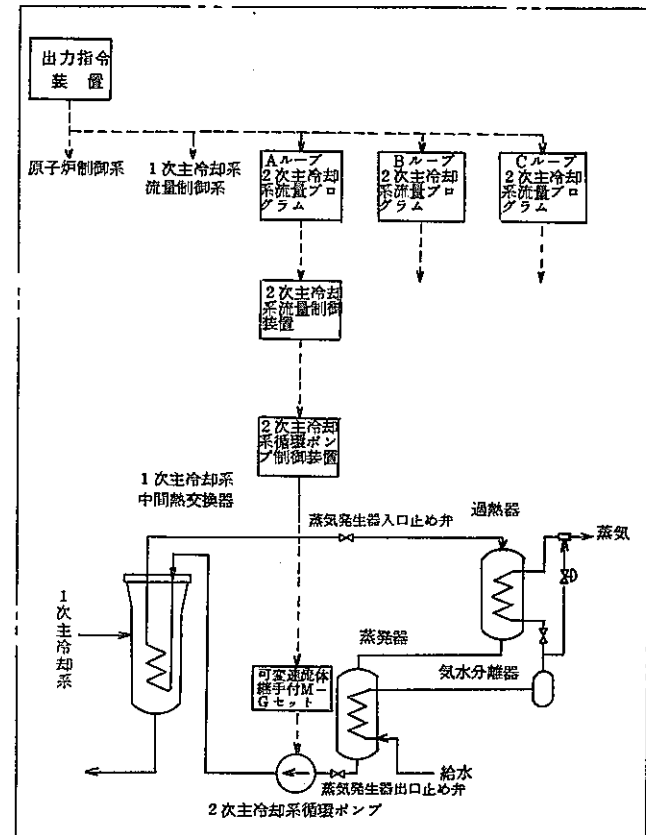 出力指令
装置
原子炉制御系
1次主冷却系
流量制御系
Aループ
2次主冷却
系流量プロ
グラム
Bループ
2次主冷却
系流量プロ
グラム
Cループ
2次主冷却
系流量プロ
グラム
2次主冷却
系流量制御
装置
2次主冷却
系循環ポン
プ制御装置
1次主冷却系
中間熱交換器
蒸気発生器入口止め弁
過熱器
蒸気
1次主冷却系
蒸発器
気水分離器
可変速流体
継手付M-
Gセット
給水
蒸気発生器出口止め弁
2次主冷却系循環ポンプ